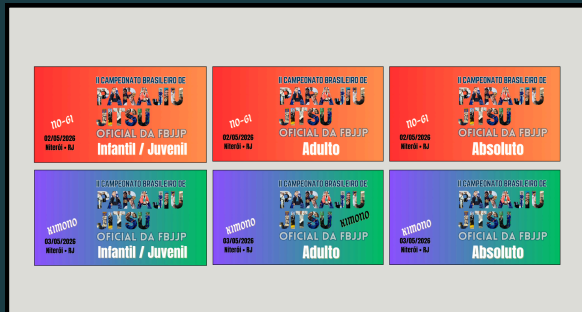 II CAMPEONATO BRASILEIRO DE
PARAJIU
JITSU
NO-GI
OFICIAL DA FBJJP
02/05/2026
Niterói • RJ
Infantil / Juvenil
II CAMPEONATO BRASILEIRO DE
PARAJIU
JITSU
NO-GI
OFICIAL DA FBJJP
02/05/2026
Niterói • RJ
Adulto
II CAMPEONATO BRASILEIRO DE
PARAJIU
JITSU
NO-GI
OFICIAL DA FBJJP
02/05/2026
Niterói • RJ
Absoluto
II CAMPEONATO BRASILEIRO DE
PARAJIU
JITSU
KIMONO
OFICIAL DA FBJJP
03/05/2026
Niterói • RJ
Infantil / Juvenil
II CAMPEONATO BRASILEIRO DE
PARAJIU
JITSU
KIMONO
KIMONO
OFICIAL DA FBJJP
03/05/2026
Niterói • RJ
Adulto
II CAMPEONATO BRASILEIRO DE
PARAJIU
JITSU
KIMONO
OFICIAL DA FBJJP
03/05/2026
Niterói • RJ
Absoluto